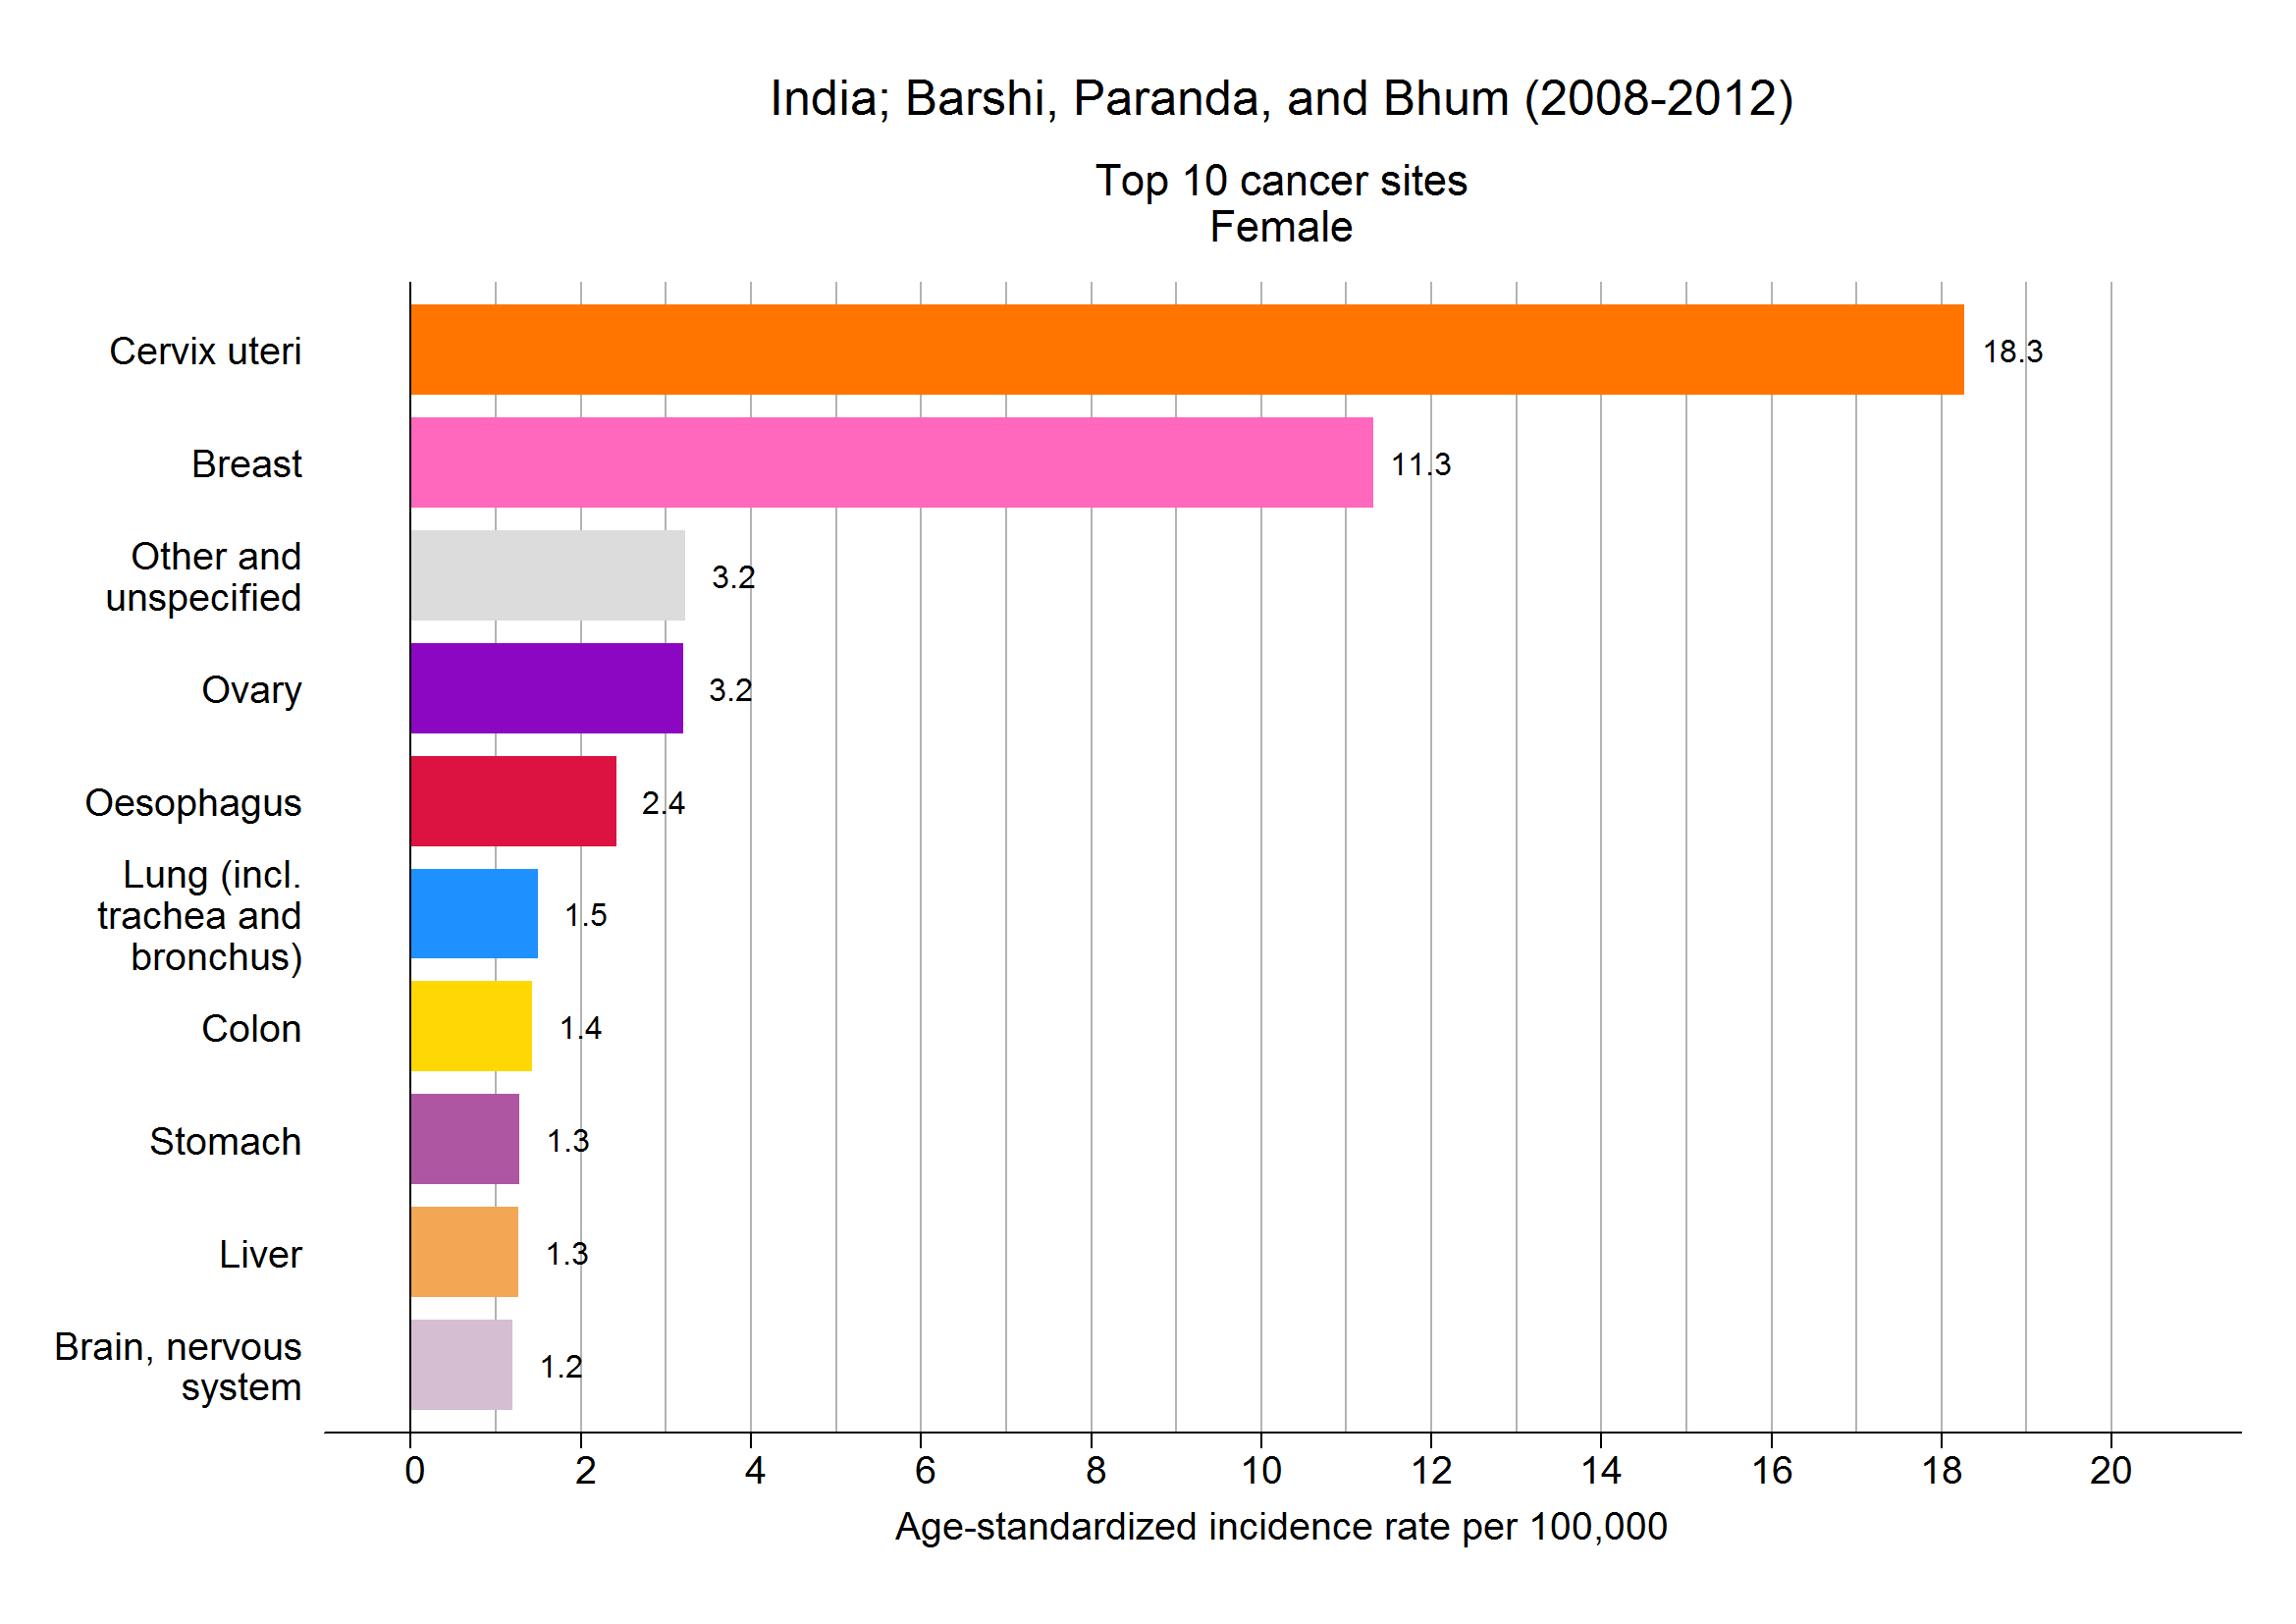 India; Barshi, Paranda, and Bhum (2008-2012)
Top 10 cancer sites
Female
Cervix uteri
18.3
Breast
11.3
Other and
unspecified
3.2
Ovary
3.2
Oesophagus
2.4
Lung (incl.
trachea and
bronchus)
1.5
Colon
1.4
Stomach
1.3
Liver
1.3
Brain, nervous
system
1.2
0 2 4 6 8 10 12 14 16 18 20
Age-standardized incidence rate per 100,000